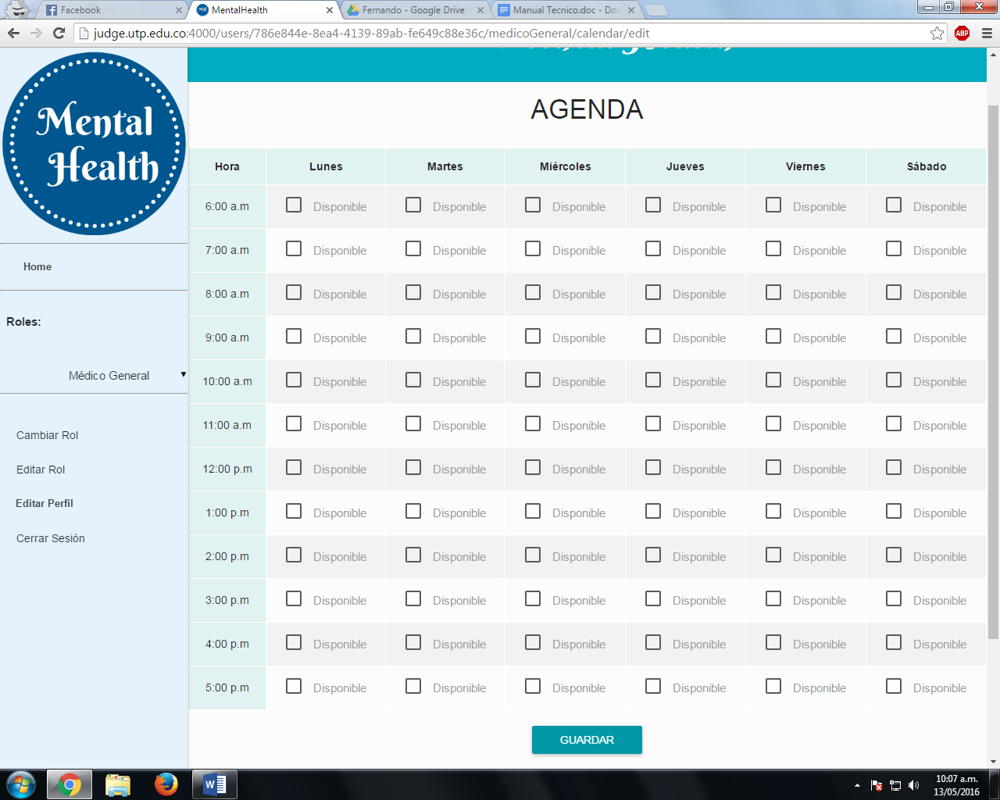 Facebook
MentalHealth
Fernando - Google Drive
Manual Tecnico.doc - Doc
judge.utp.edu.co:4000/users/786e844e-8ea4-4139-89ab-fe649c88e36c/medicoGeneral/calendar/edit
ABP
Mental
Health
Home
Roles:
Médico General
Cambiar Rol
Editar Rol
Editar Perfil
Cerrar Sesión
AGENDA
Hora Lunes Martes Miércoles Jueves Viernes Sábado
6:00 a.m Disponible Disponible Disponible Disponible Disponible Disponible
7:00 a.m Disponible Disponible Disponible Disponible Disponible Disponible
8:00 a.m Disponible Disponible Disponible Disponible Disponible Disponible
9:00 a.m Disponible Disponible Disponible Disponible Disponible Disponible
10:00 a.m Disponible Disponible Disponible Disponible Disponible Disponible
11:00 a.m Disponible Disponible Disponible Disponible Disponible Disponible
12:00 p.m Disponible Disponible Disponible Disponible Disponible Disponible
1:00 p.m Disponible Disponible Disponible Disponible Disponible Disponible
2:00 p.m Disponible Disponible Disponible Disponible Disponible Disponible
3:00 p.m Disponible Disponible Disponible Disponible Disponible Disponible
4:00 p.m Disponible Disponible Disponible Disponible Disponible Disponible
5:00 p.m Disponible Disponible Disponible Disponible Disponible Disponible
GUARDAR
10:07 a.m.
13/05/2016